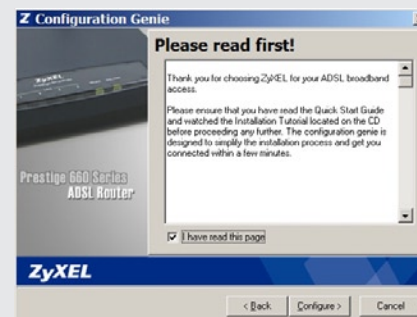 Z Configuration Genie
Please read first!
Thank you for choosing ZyXEL for your ADSL broadband
access.
Please ensure that you have read the Quick Start Guide
and watched the Installation Tutorial located on the CD
before proceeding any further. The configuration genie is
designed to simplify the installation process and get you
connected within a few minutes.
ZyXEL
Prestige 660 Series
ADSL Router
I have read this page
ZyXEL
< Back
Configure >
Cancel